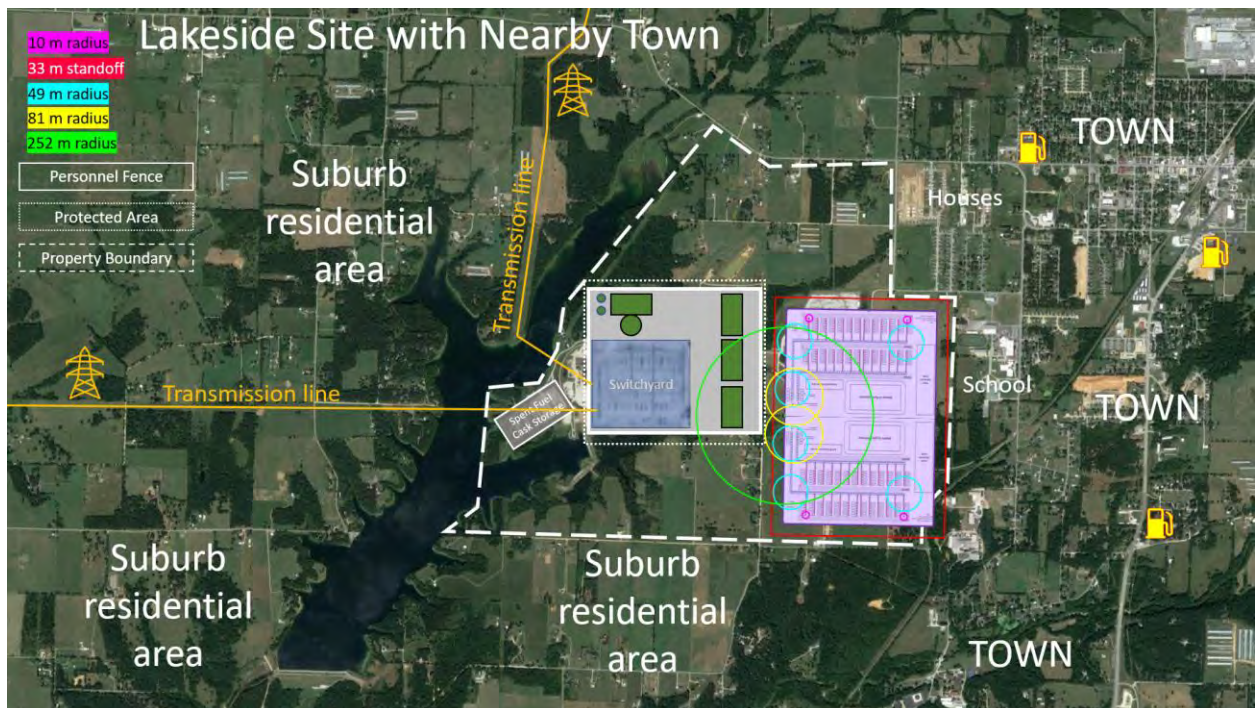 Lakeside Site with Nearby Town
10 m radius
33 m standoff
49 m radius
81 m radius
252 m radius
Personnel Fence
Protected Area
Property Boundary
Suburb
residential
area
Transmission line
TOWN
Houses
Transmission line
Switchyard
Spent Fuel
Cask Storage
School
TOWN
Suburb
residential
area
Suburb
residential
area
TOWN